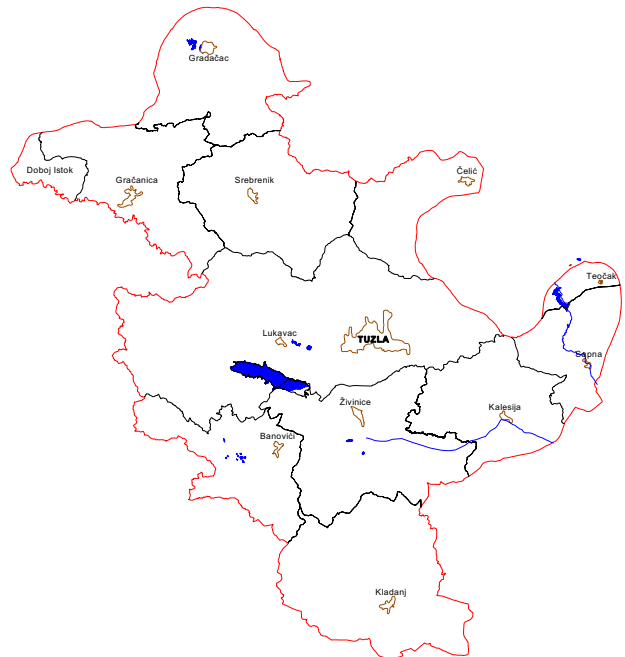 Gradačac
Doboj Istok
Gračanica
Srebrenik
Čelić
Teočak
Lukavac
TUZLA
Sapna
Živinice
Kalesija
Banovići
Kladanj